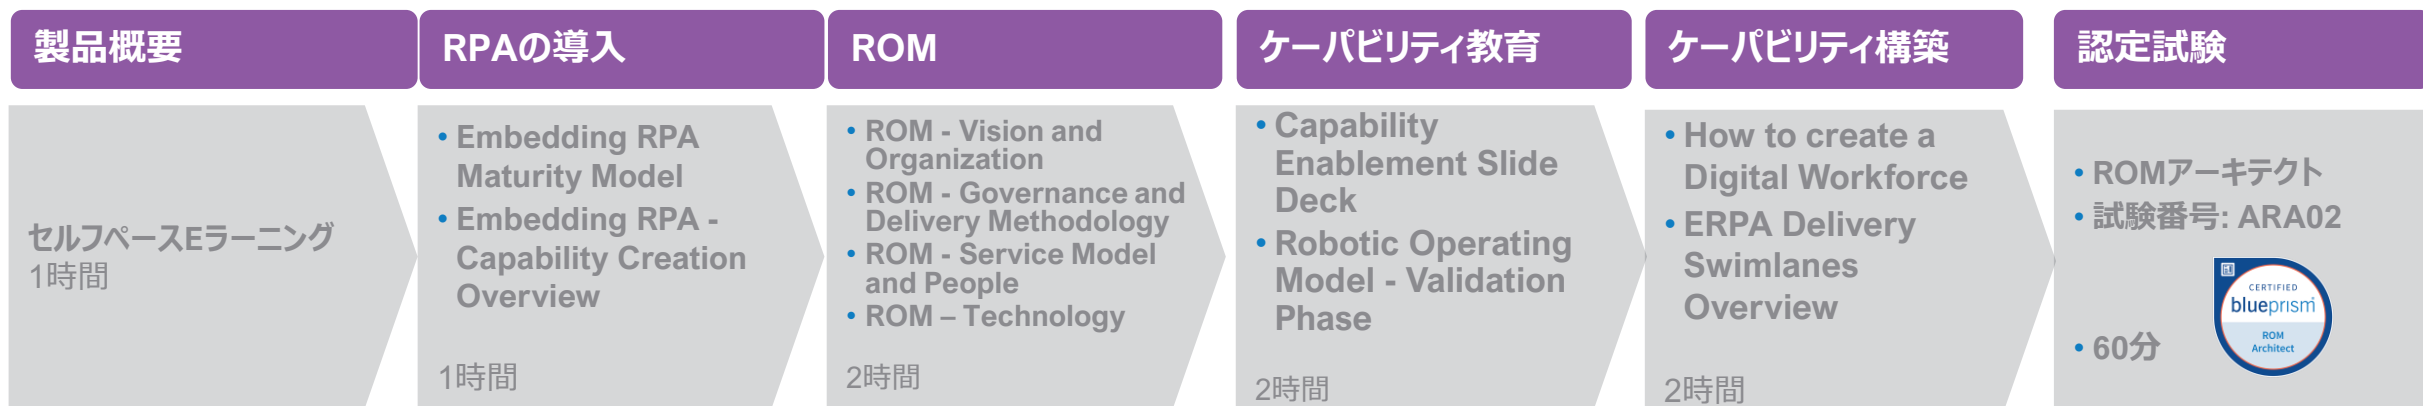 製品概要
セルフペースEラーニング
1時間
RPAの導入
• Embedding RPA
Maturity Model
• Embedding RPA -
Capability Creation
Overview
1時間
ROM
• ROM - Vision and
Organization
• ROM - Governance and
Delivery Methodology
• ROM - Service Model
and People
• ROM – Technology
2時間
ケーパビリティ教育
• Capability
Enablement Slide
Deck
• Robotic Operating
Model - Validation
Phase
2時間
ケーパビリティ構築
• How to create a
Digital Workforce
• ERPA Delivery
Swimlanes
Overview
2時間
認定試験
• ROMアーキテクト
• 試験番号: ARA02
• 60分
CERTIFIED
blueprism
ROM
Architect